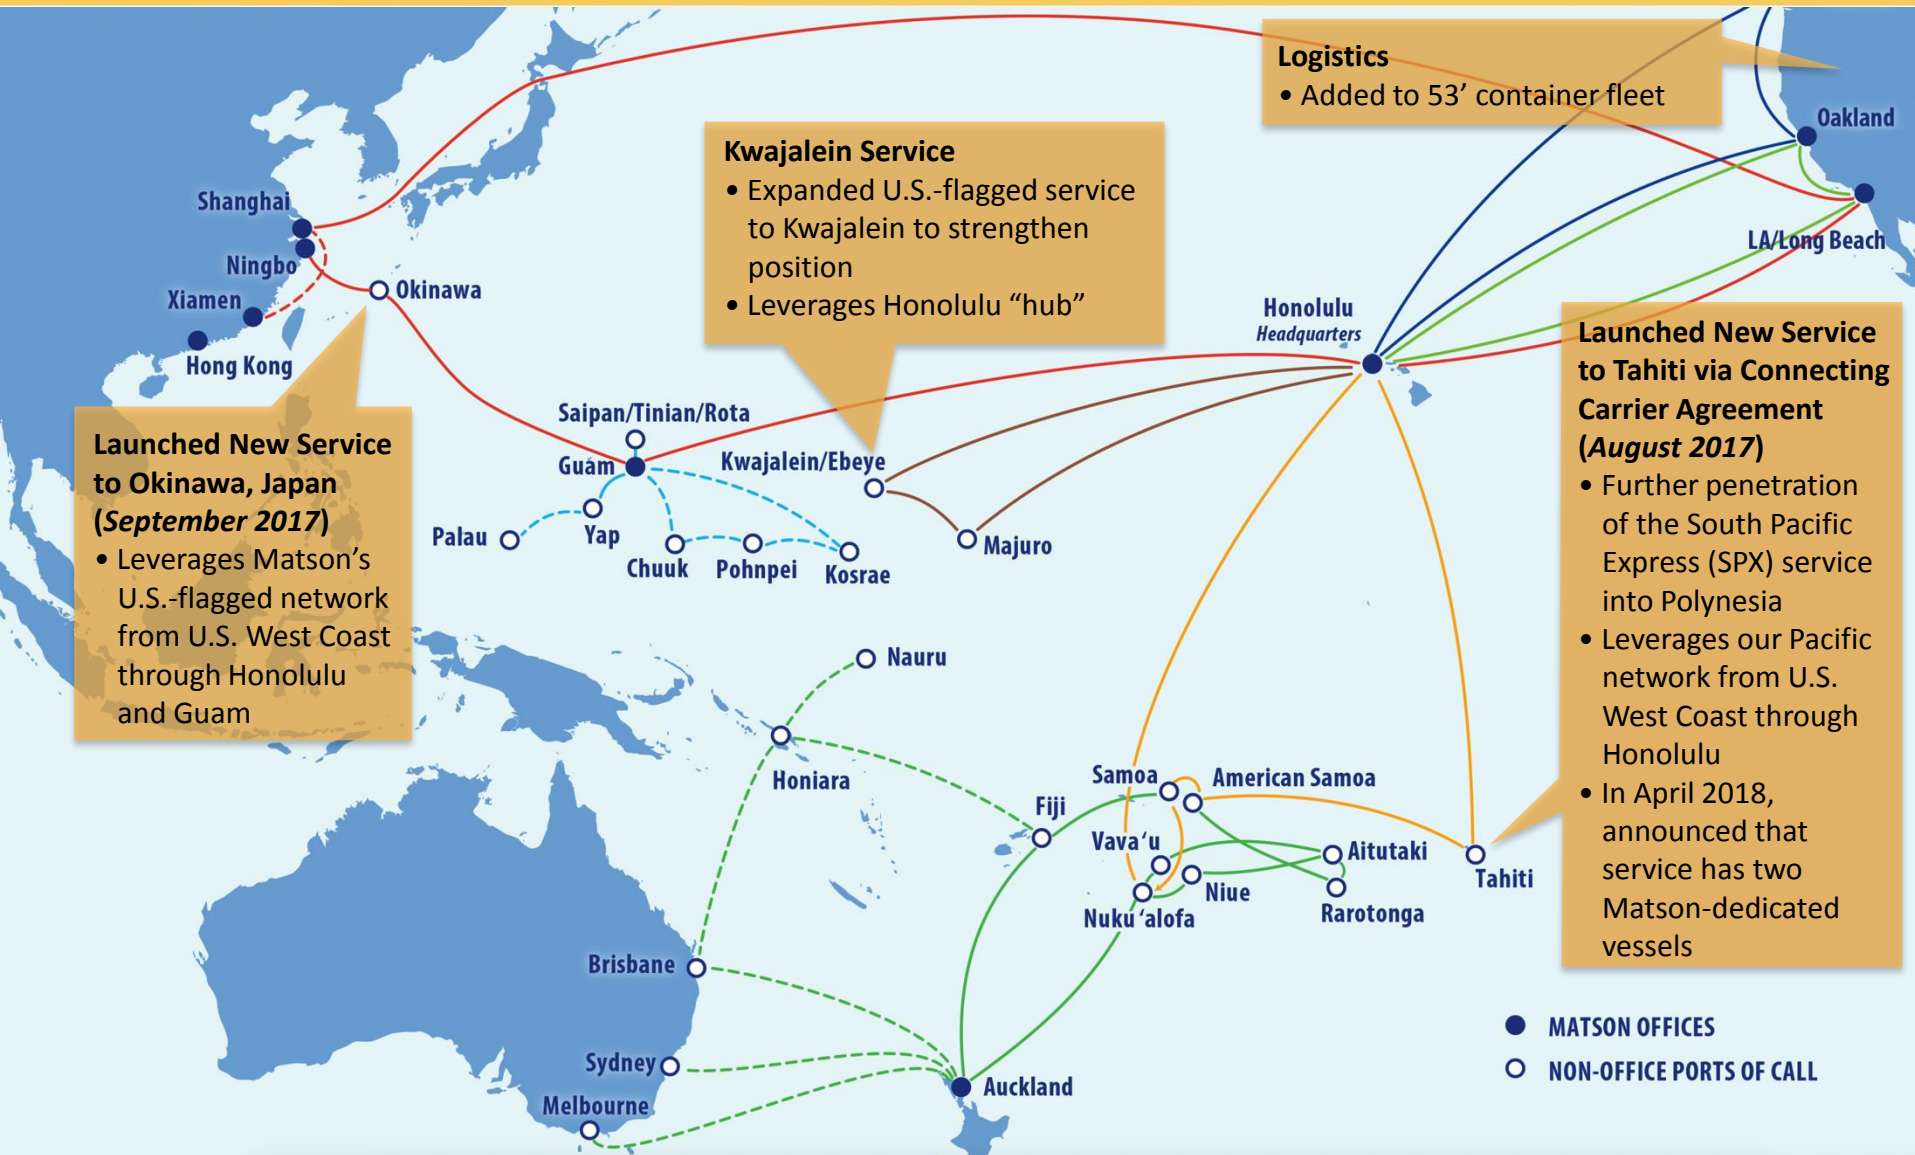 Logistics
• Added to 53’ container fleet
Oakland
LA/Long Beach
Kwajalein Service
• Expanded U.S.-flagged service
to Kwajalein to strengthen
position
• Leverages Honolulu “hub”
Shanghai
Ningbo
Xiamen
Hong Kong
Okinawa
Honolulu
Headquarters
Launched New Service
to Tahiti via Connecting
Carrier Agreement
(August 2017)
• Further penetration
of the South Pacific
Express (SPX) service
into Polynesia
• Leverages our Pacific
network from U.S.
West Coast through
Honolulu
• In April 2018,
announced that
service has two
Matson-dedicated
vessels
Launched New Service
to Okinawa, Japan
(September 2017)
• Leverages Matson’s
U.S.-flagged network
from U.S. West Coast
through Honolulu
and Guam
Saipan/Tinian/Rota
Guam
Kwajalein/Ebeye
Palau
Yap
Chuuk
Pohnpei
Kosrae
Majuro
Nauru
Honiara
Samoa
American Samoa
Fiji
Vava‘u
Aitutaki
Niue
Tahiti
Nuku ‘alofa
Rarotonga
Brisbane
Sydney
Melbourne
Auckland
MATSON OFFICES
NON-OFFICE PORTS OF CALL